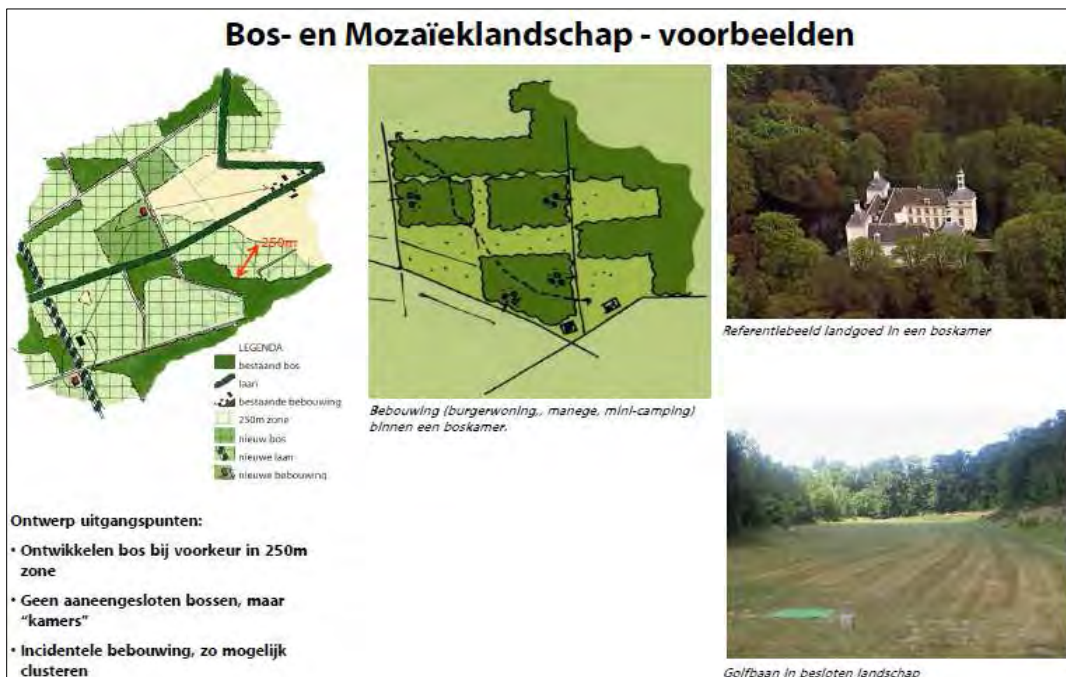 Bos- en Mozaïeklandschap - voorbeelden
250m
LEGENDA
bestaand bos
laan
bestaande bebouwing
250m zone
nieuw bos
nieuwe laan
nieuwe bebouwing
Bebouwing (burgerwoning,, manege, mini-camping)
binnen een boskamer.
Referentiebeeld landgoed in een boskamer
Golfbaan in besloten landschap
Ontwerp uitgangspunten:
• Ontwikkelen bos bij voorkeur in 250m
zone
• Geen aaneengesloten bossen, maar
“kamers”
• Incidentele bebouwing, zo mogelijk
clusteren